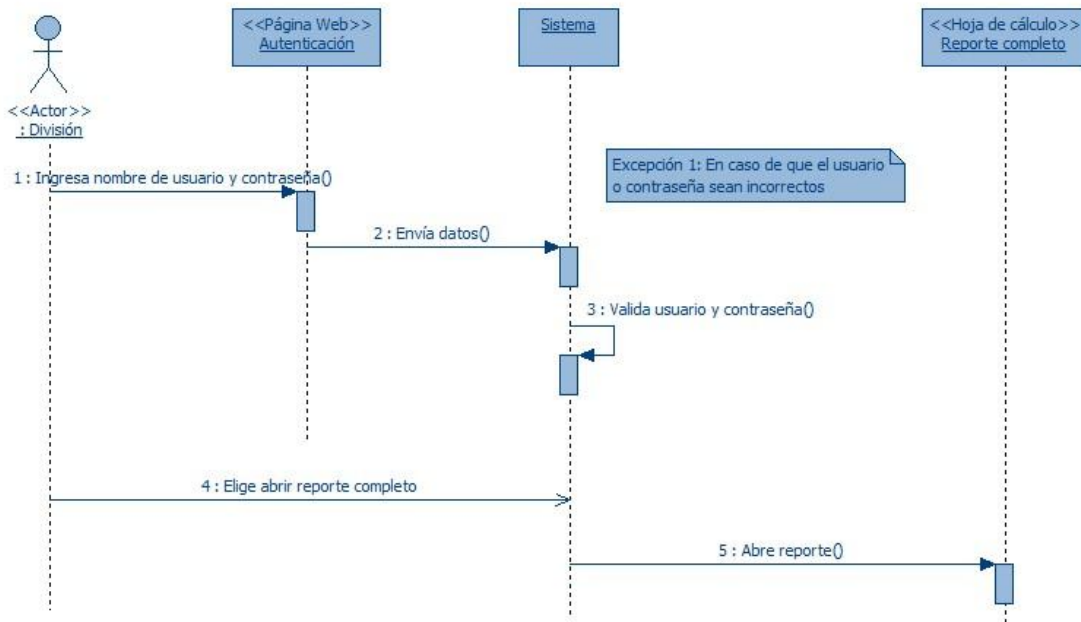 <<Página Web>>
Autenticación
Sistema
<<Hoja de cálculo>>
Reporte completo
<<Actor>>
: División
1 : Ingresa nombre de usuario y contraseña()
Excepción 1: En caso de que el usuario
o contraseña sean incorrectos
2 : Envía datos()
3 : Valida usuario y contraseña()
4 : Elige abrir reporte completo
5 : Abre reporte()